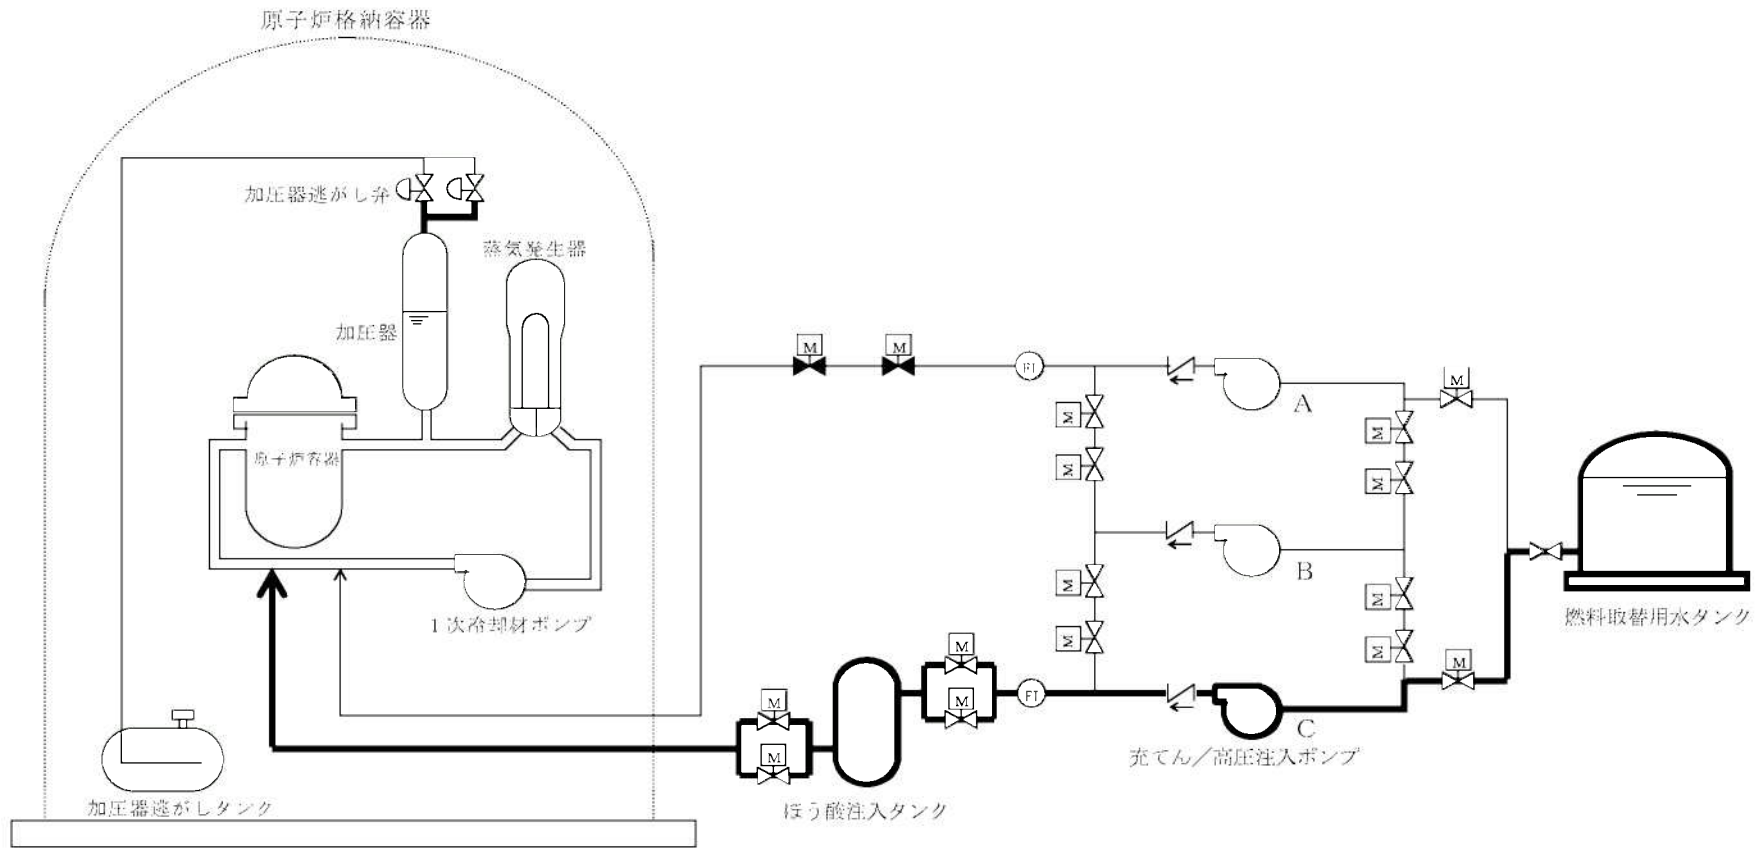 原子炉格納容器
加圧器逃がし弁
蒸気発生器
加圧器
M
M
FI
A
M
M
M
M
M
原子炉容器
B
M
M
M
M
1次冷却材ポンプ
燃料取替用水タンク
M
M
M
M
FI
M
C
充てん/高圧注入ポンプ
M
加圧器逃がしタンク
ほう酸注入タンク